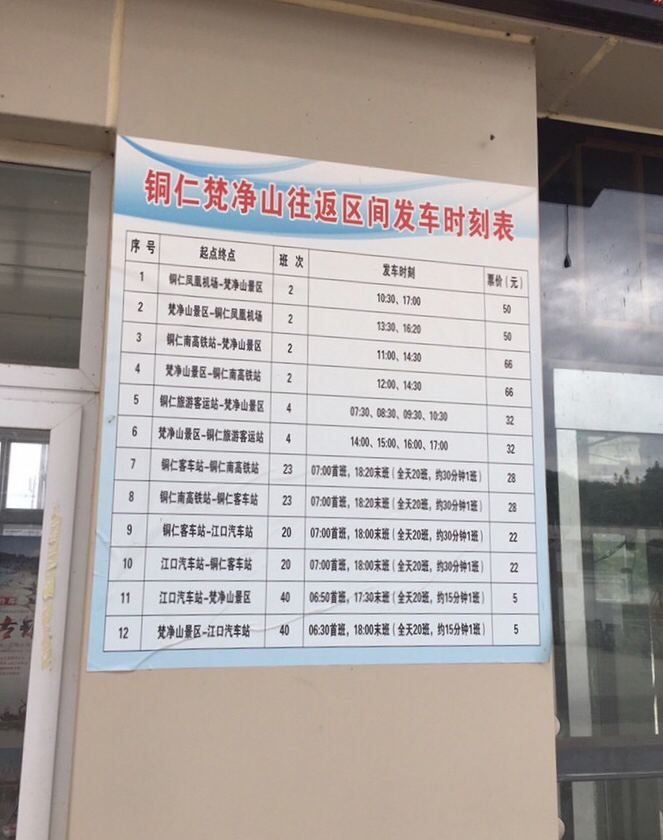 铜仁梵净山往返区间发车时刻表
序号 起点终点 班次 发车时刻 票价（元）
1 铜仁凤凰机场-梵净山景区 2 10:30、17:00 50
2 梵净山景区-铜仁凤凰机场 2 13:30、16:20 50
3 铜仁南高铁站-梵净山景区 2 11:00、14:30 66
4 梵净山景区-铜仁南高铁站 2 12:00、14:30 66
5 铜仁旅游客运站-梵净山景区 4 07:30、08:30、09:30、10:30 32
6 梵净山景区-铜仁旅游客运站 4 14:00、15:00、16:00、17:00 32
7 铜仁客车站-铜仁南高铁站 23 07:00首班，18:20末班（全天20班，约30分钟1班） 28
8 铜仁南高铁站-铜仁客车站 23 07:00首班，18:20末班（全天20班，约30分钟1班） 28
9 铜仁客车站-江口汽车站 20 07:00首班，18:00末班（全天20班，约30分钟1班） 22
10 江口汽车站-铜仁客车站 20 07:00首班，18:00末班（全天20班，约30分钟1班） 22
11 江口汽车站-梵净山景区 40 06:50首班，17:30末班（全天20班，约15分钟1班） 5
12 梵净山景区-江口汽车站 40 06:30首班，18:00末班（全天20班，约15分钟1班） 5